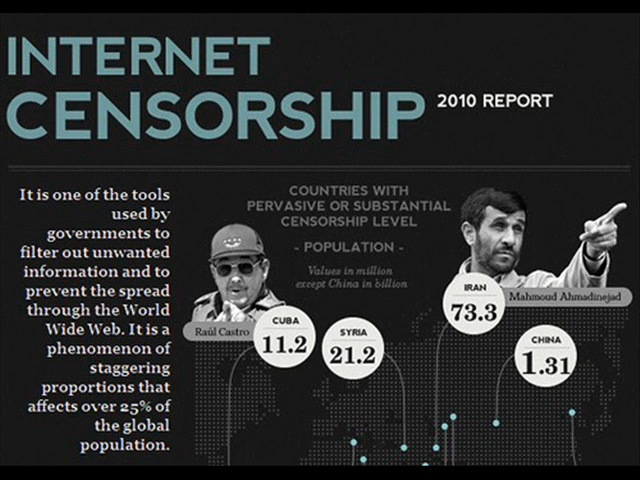 INTERNET
CENSORSHIP 2010 REPORT
It is one of the tools
used by
governments to
filter out unwanted
information and to
prevent the spread
through the World
Wide Web. It is a
phenomenon of
staggering
proportions that
affects over 25% of
the global
population.
COUNTRIES WITH
PERVASIVE OR SUBSTANTIAL
CENSORSHIP LEVEL
- POPULATION -
Values in million
except China in billion
Raúl Castro
CUBA
11.2
SYRIA
21.2
IRAN
73.3
Mahmoud Ahmadinejad
CHINA
1.31